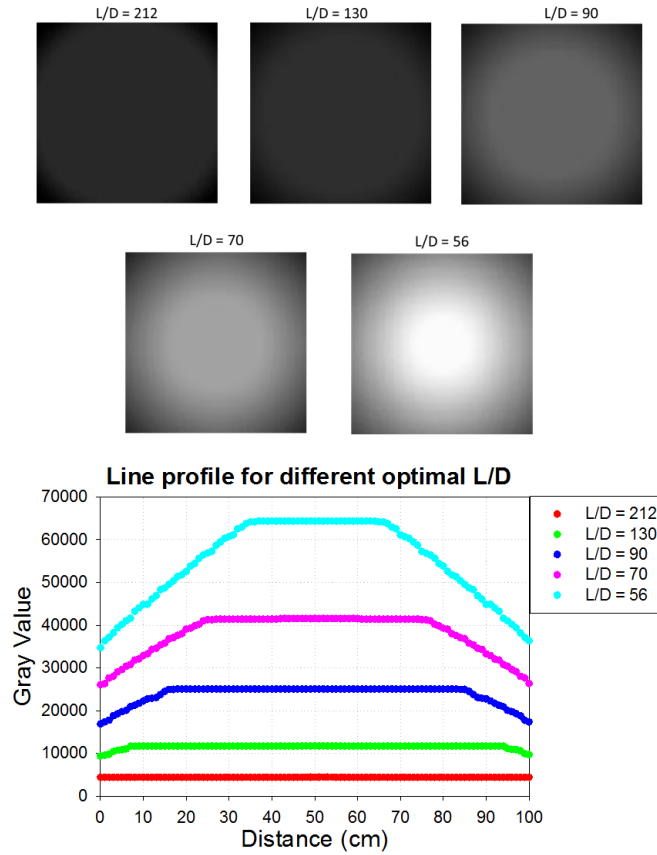 L/D = 212
L/D = 130
L/D = 90
L/D = 70
L/D = 56
Line profile for different optimal L/D
70000
60000
50000
40000
30000
20000
10000
0
Gray Value
0 10 20 30 40 50 60 70 80 90 100
Distance (cm)
L/D = 212
L/D = 130
L/D = 90
L/D = 70
L/D = 56